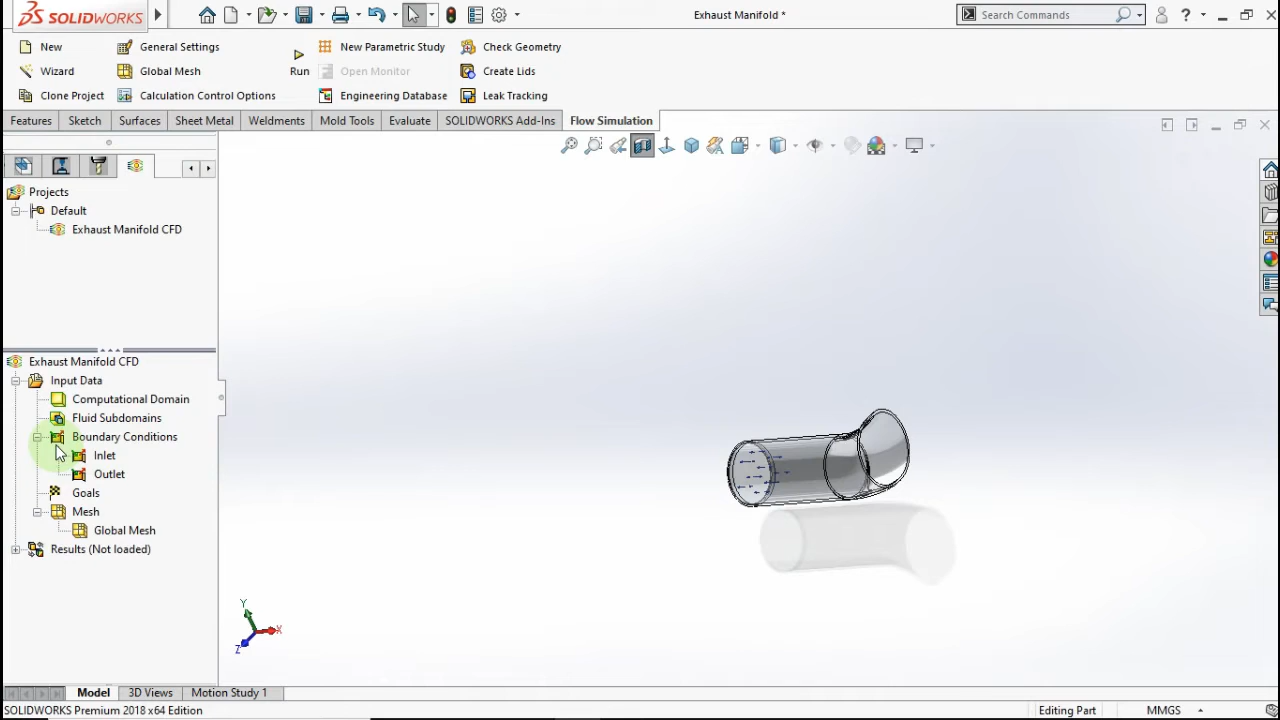 SOLIDWORKS
Exhaust Manifold *
Search Commands
?
New
General Settings
New Parametric Study
Check Geometry
Wizard
Global Mesh
Run
Open Monitor
Create Lids
Clone Project
Calculation Control Options
Engineering Database
Leak Tracking
Features
Sketch
Surfaces
Sheet Metal
Weldments
Mold Tools
Evaluate
SOLIDWORKS Add-Ins
Flow Simulation
Projects
Default
Exhaust Manifold CFD
Exhaust Manifold CFD
Input Data
Computational Domain
Fluid Subdomains
Boundary Conditions
Inlet
Outlet
Goals
Mesh
Global Mesh
Results (Not loaded)
Y
X
Z
Model
3D Views
Motion Study 1
SOLIDWORKS Premium 2018 x64 Edition
Editing Part
MMGS